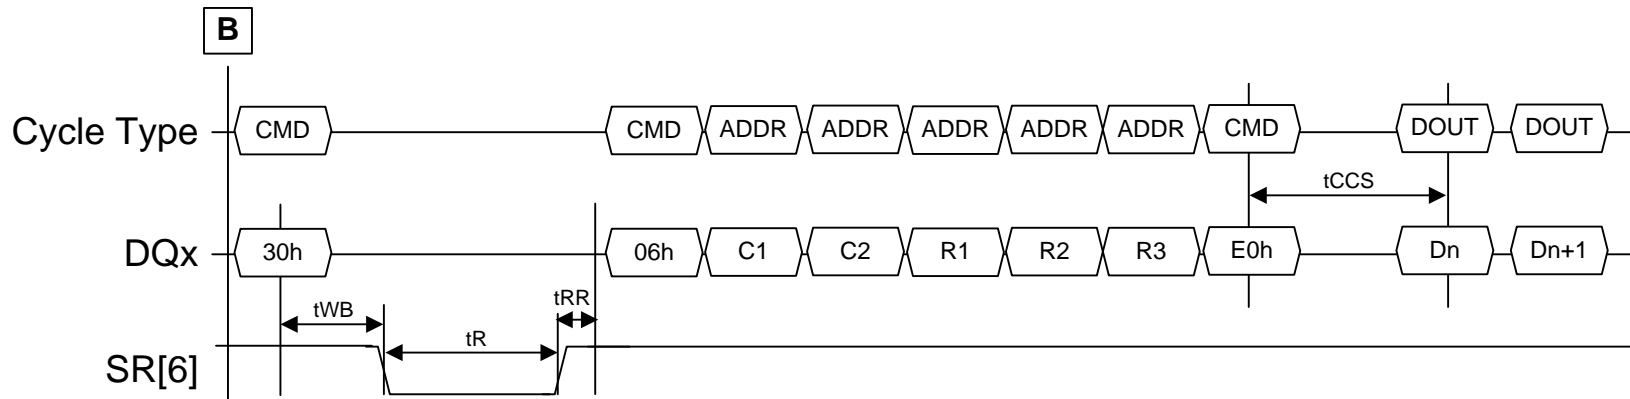 B
Cycle Type CMD CMD ADDR ADDR ADDR ADDR ADDR CMD DOUT DOUT
tCCS
DQx 30h 06h C1 C2 R1 R2 R3 E0h Dn Dn+1
tWB tRR
tR
SR[6]